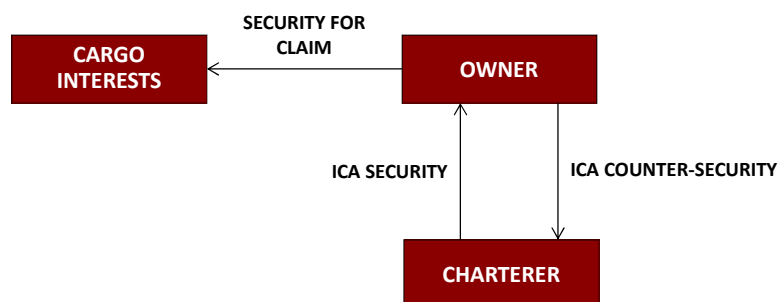 SECURITY FOR
CLAIM
CARGO
INTERESTS
OWNER
ICA SECURITY
ICA COUNTER-SECURITY
CHARTERER